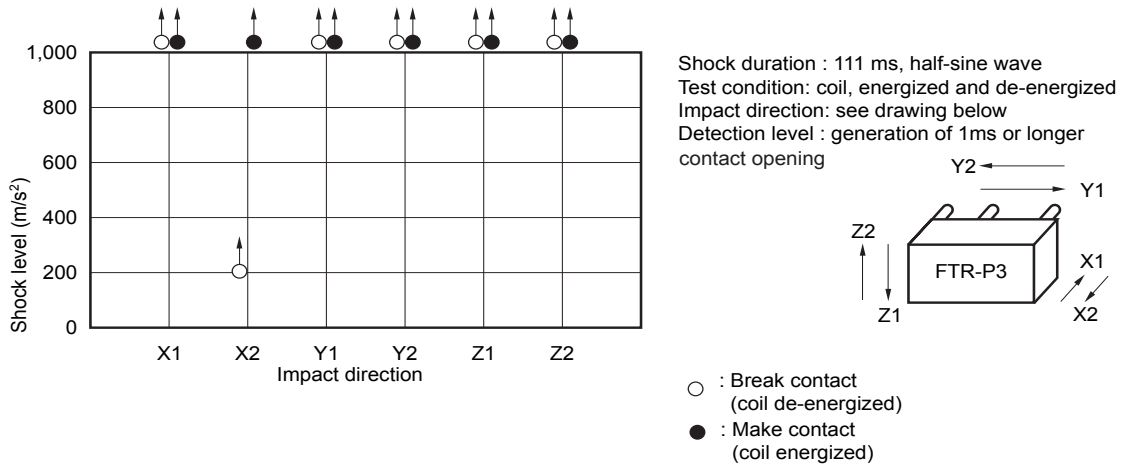 1,000
800
600
400
200
0
Shock level (m/s²)
X1 X2 Y1 Y2 Z1 Z2
Impact direction
Shock duration : 111 ms, half-sine wave
Test condition: coil, energized and de-energized
Impact direction: see drawing below
Detection level : generation of 1ms or longer
contact opening
Y2
Y1
Z2
FTR-P3
X1
Z1
X2
: Break contact
(coil de-energized)
: Make contact
(coil energized)